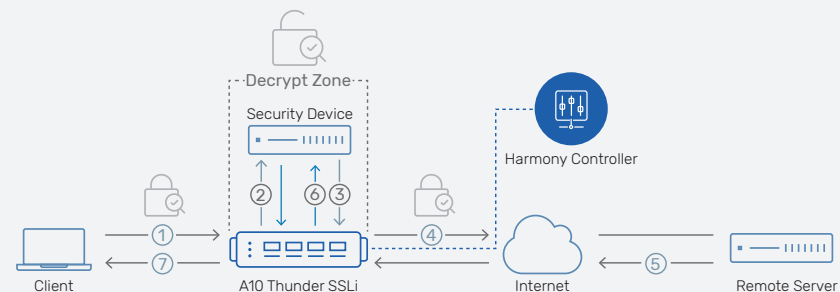 Decrypt Zone
Security Device
2
6
3
Harmony Controller
1
4
7
5
Client
A10 Thunder SSLi
Internet
Remote Server